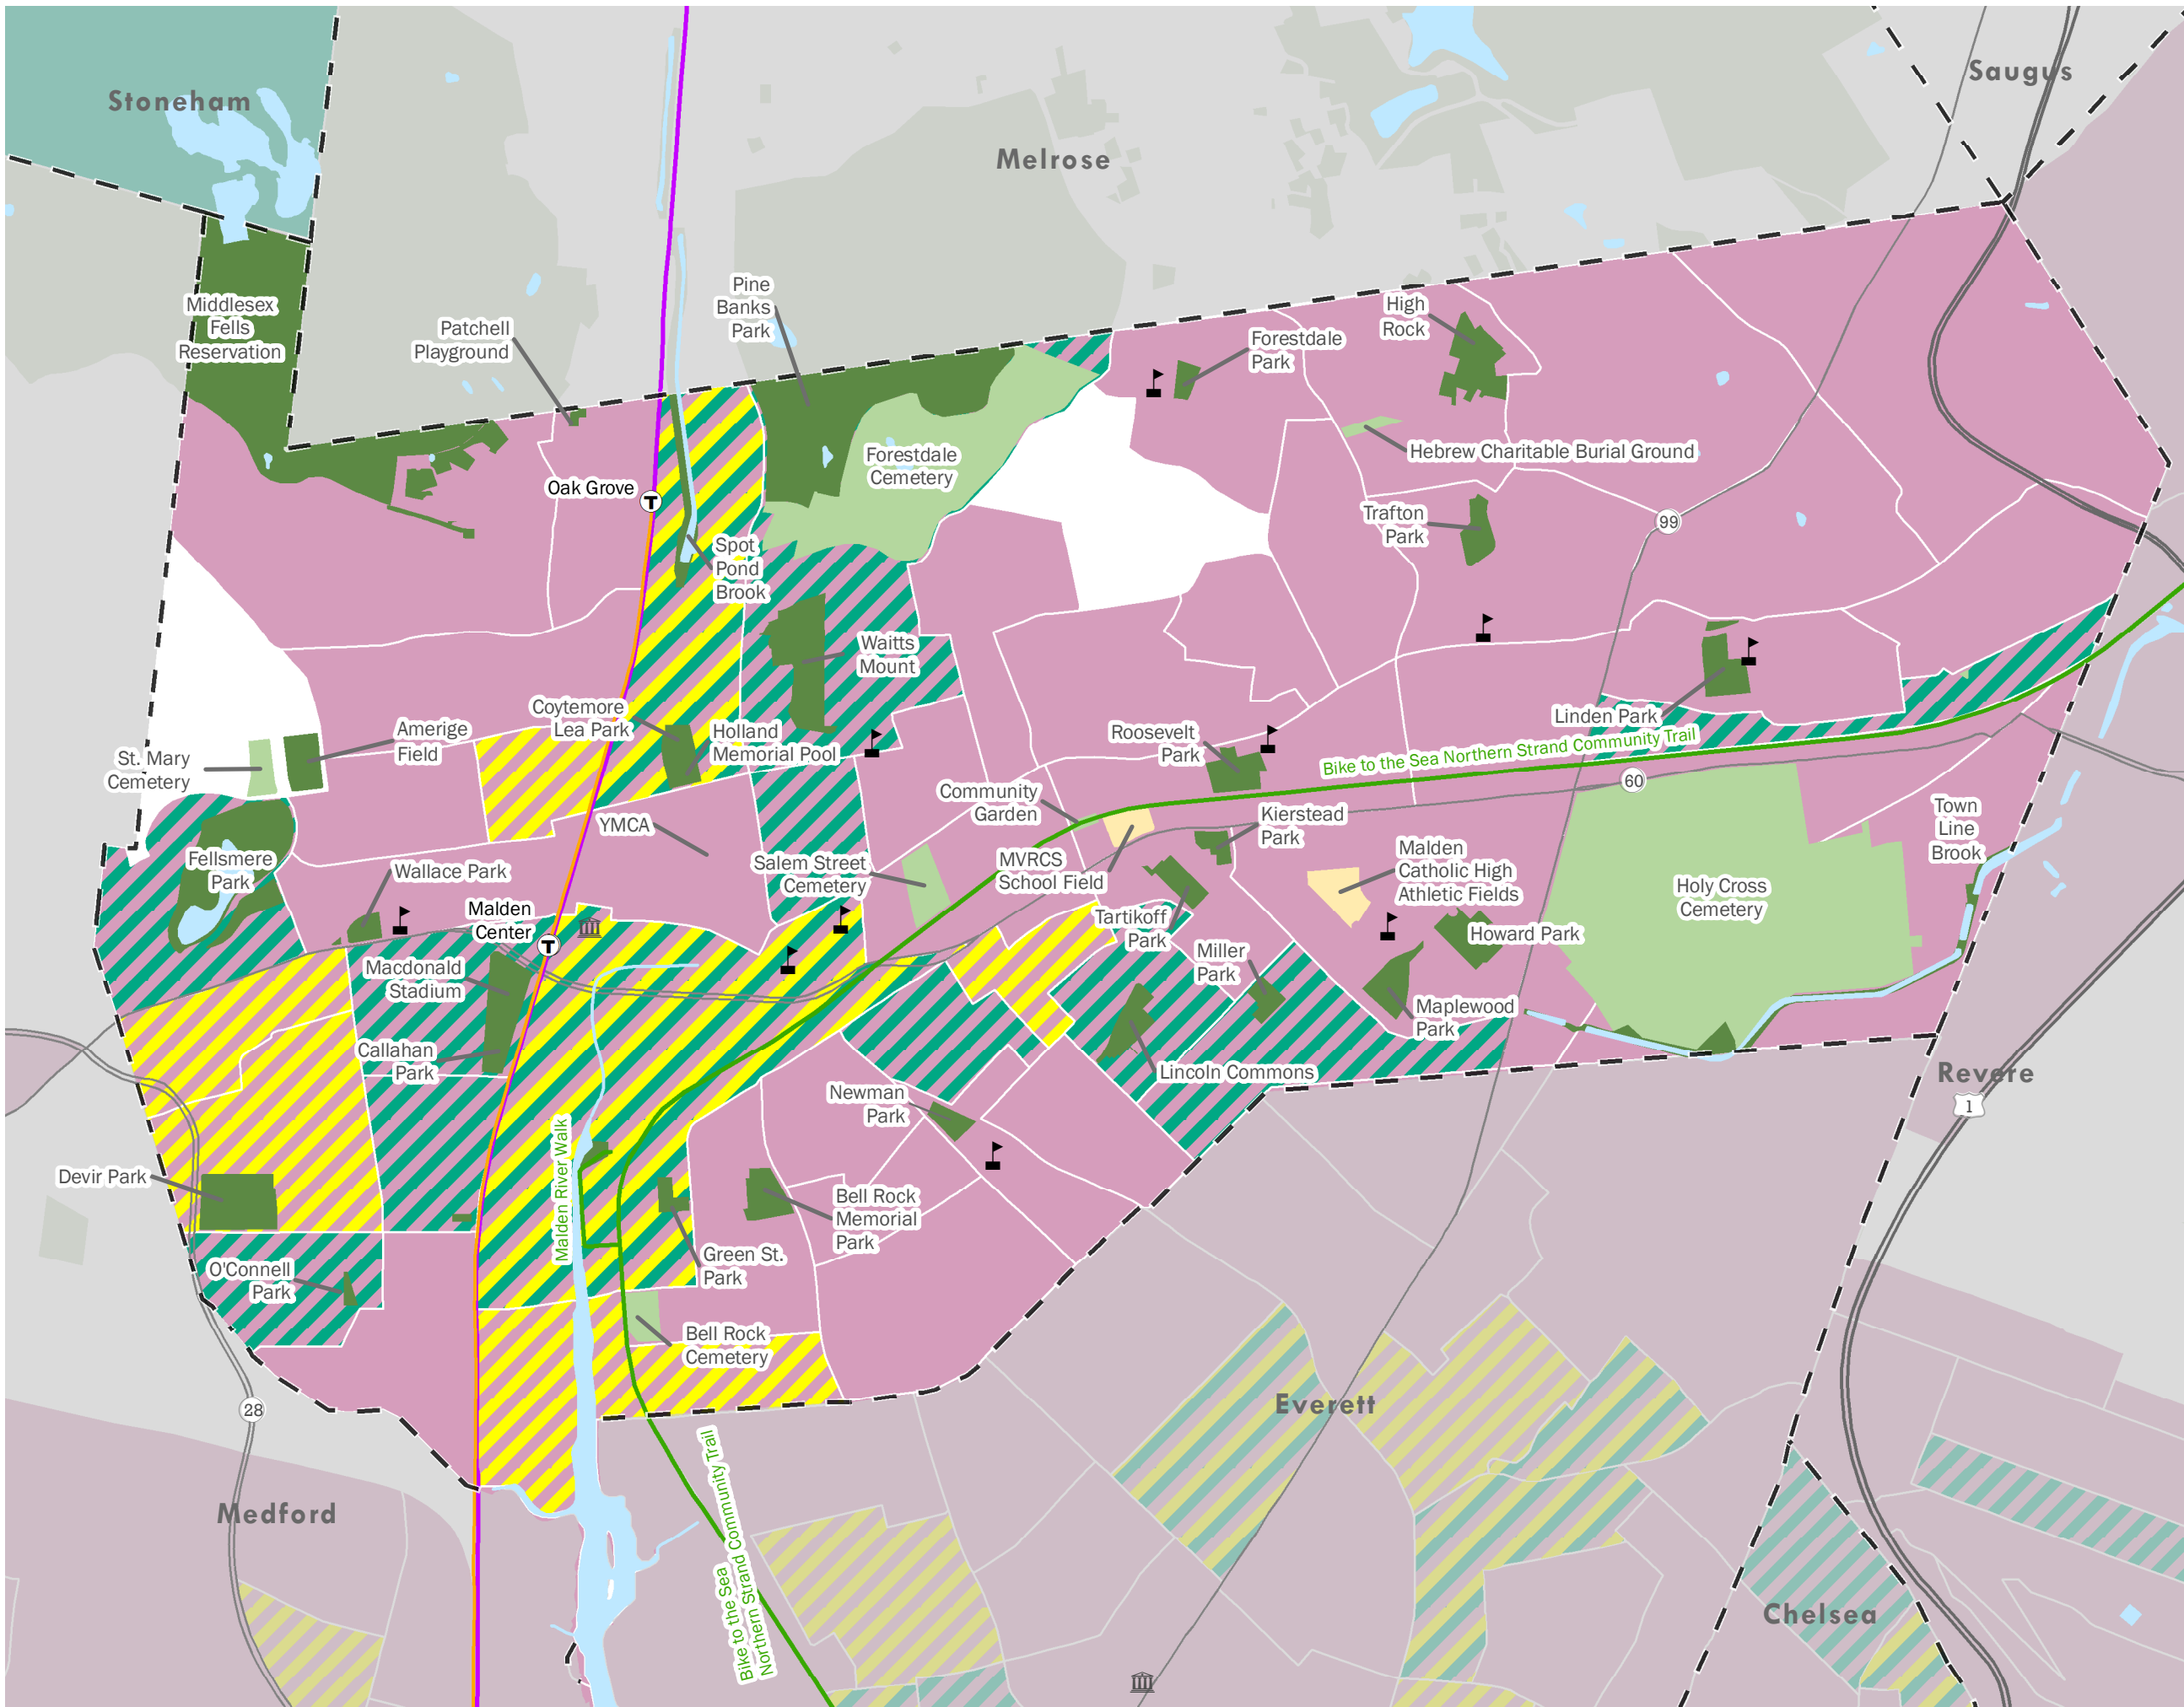 Stoneham
Melrose
Saugus
Middlesex
Fells
Reservation
Patchell
Playground
Pine
Banks
Park
High
Rock
Forestdale
Park
Forestdale
Cemetery
Hebrew Charitable Burial Ground
Oak Grove
T
Trafton
Park
99
Spot
Pond
Brook
Waitts
Mount
Coytemore
Lea Park
Holland
Memorial Pool
Amerige
Field
St. Mary
Cemetery
Roosevelt
Park
Linden Park
Bike to the Sea Northern Strand Community Trail
60
Community
Garden
Kierstead
Park
Town
Line
Brook
YMCA
MVRCS
School Field
Malden
Catholic High
Athletic Fields
Fellsmere
Park
Wallace Park
Salem Street
Cemetery
Holy Cross
Cemetery
Malden
Center
T
Tartikoff
Park
Howard Park
Macdonald
Stadium
Miller
Park
Maplewood
Park
Callahan
Park
Lincoln Commons
Revere
1
Newman
Park
Malden River Walk
Devir Park
Bell Rock
Memorial
Park
Green St.
Park
O'Connell
Park
Bell Rock
Cemetery
28
Everett
Medford
Bike to the Sea
Northern Strand Community Trail
Chelsea